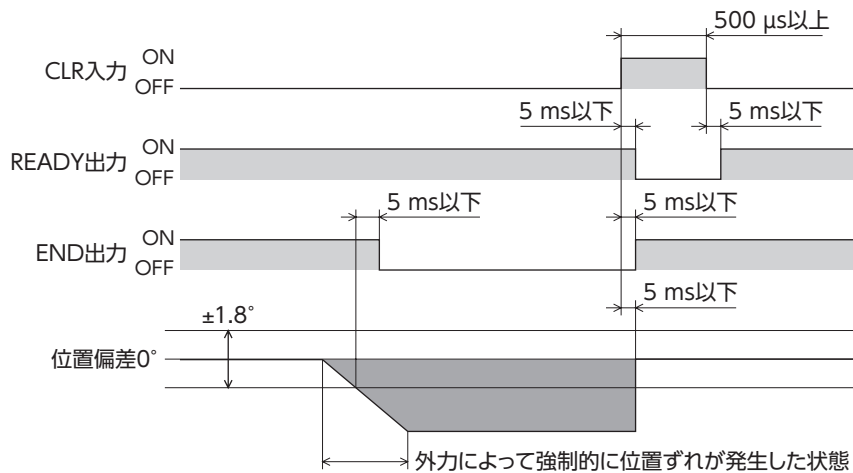 500 µs以上
CLR入力
ON
OFF
5 ms以下
5 ms以下
READY出力
ON
OFF
5 ms以下
5 ms以下
END出力
ON
OFF
5 ms以下
±1.8°
位置偏差0°
外力によって強制的に位置ずれが発生した状態